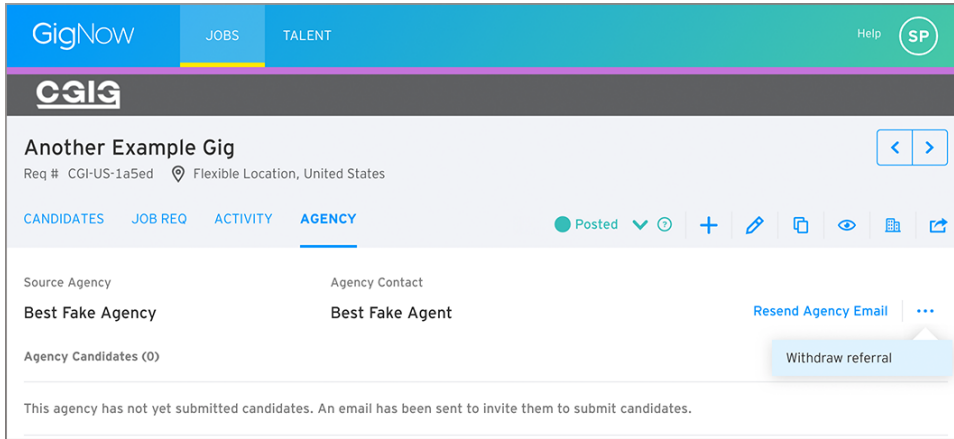 GigNow JOBS TALENT Help SP
CGIG
Another Example Gig
Req # CGI-US-1a5ed Flexible Location, United States
CANDIDATES JOB REQ ACTIVITY AGENCY Posted ?
Source Agency Agency Contact
Best Fake Agency Best Fake Agent Resend Agency Email ...
Agency Candidates (0) Withdraw referral
This agency has not yet submitted candidates. An email has been sent to invite them to submit candidates.